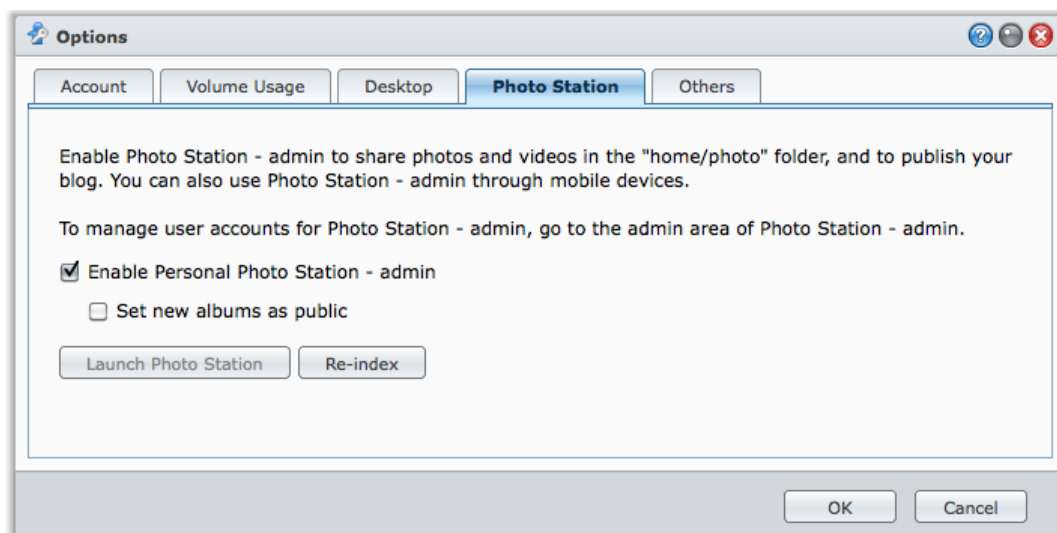 Options
Account
Volume Usage
Desktop
Photo Station
Others
Enable Photo Station - admin to share photos and videos in the "home/photo" folder, and to publish your
blog. You can also use Photo Station - admin through mobile devices.
To manage user accounts for Photo Station - admin, go to the admin area of Photo Station - admin.
Enable Personal Photo Station - admin
Set new albums as public
Launch Photo Station
Re-index
OK
Cancel